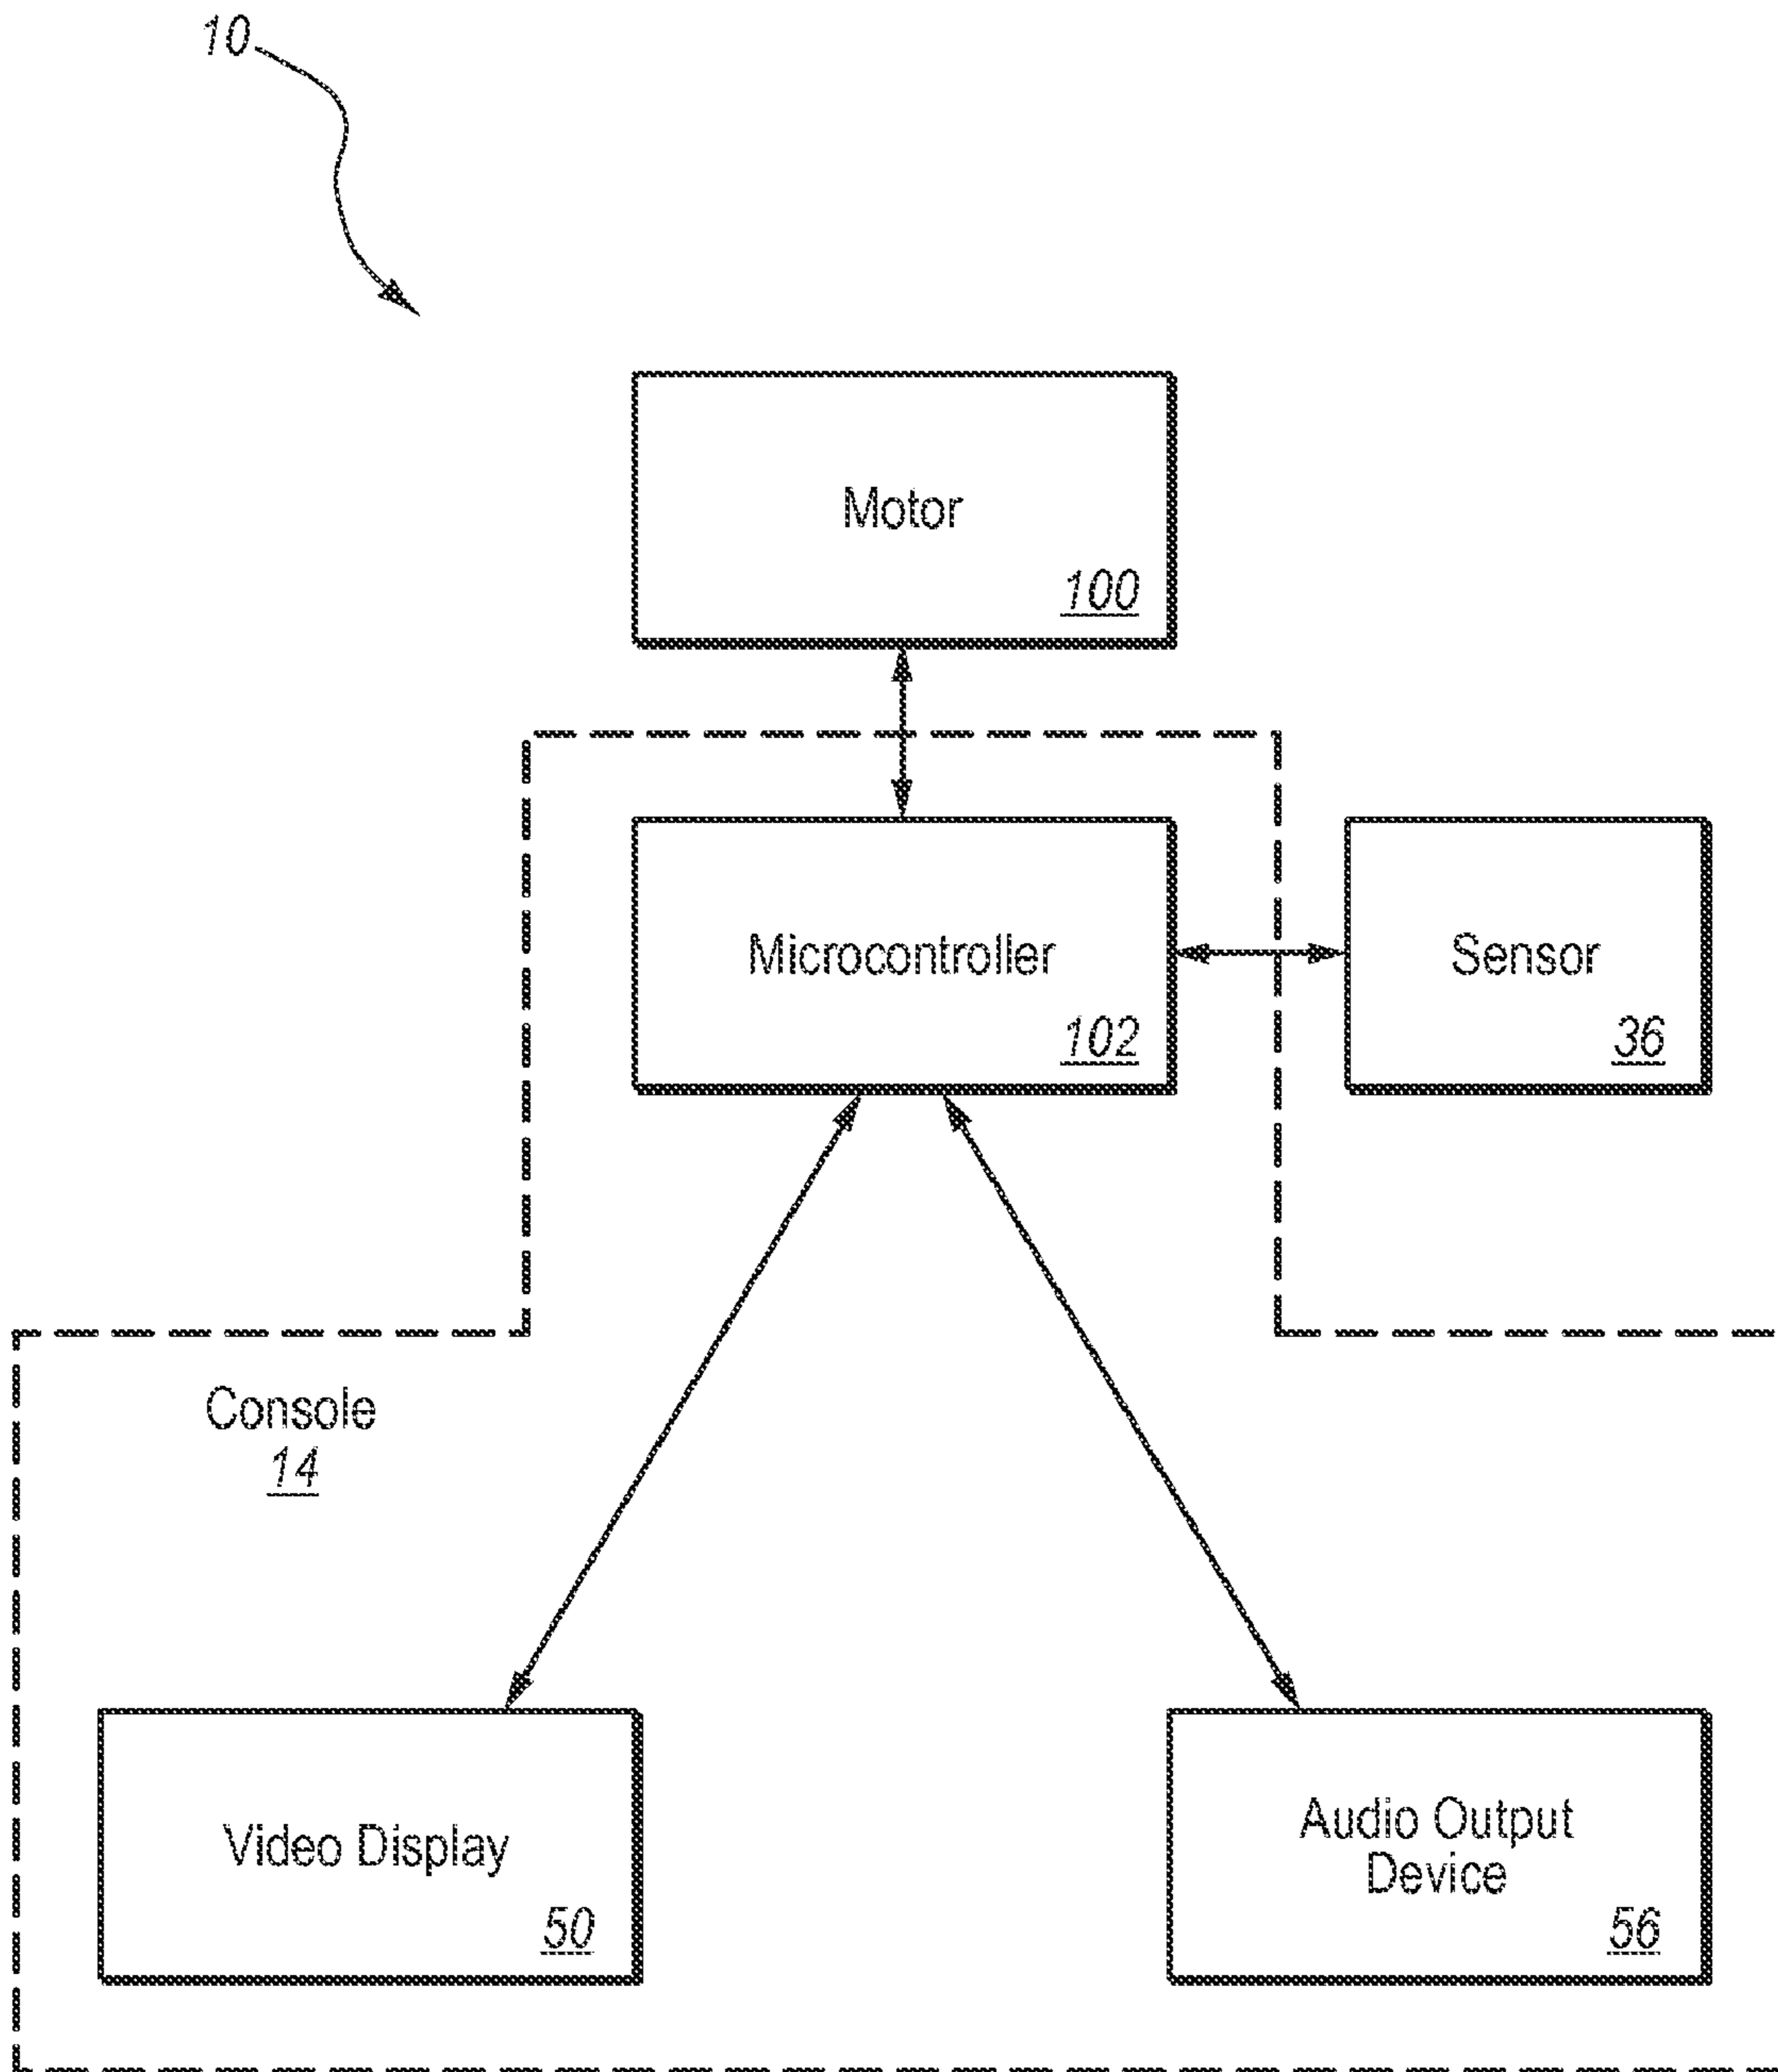 10
Motor
100
Microcontroller
102
Sensor
36
Console
14
Video Display
50
Audio Output
Device
56